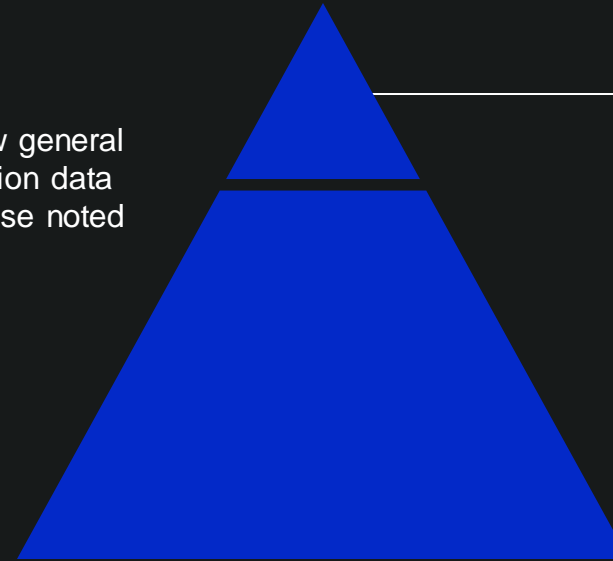 general
ion data
se noted